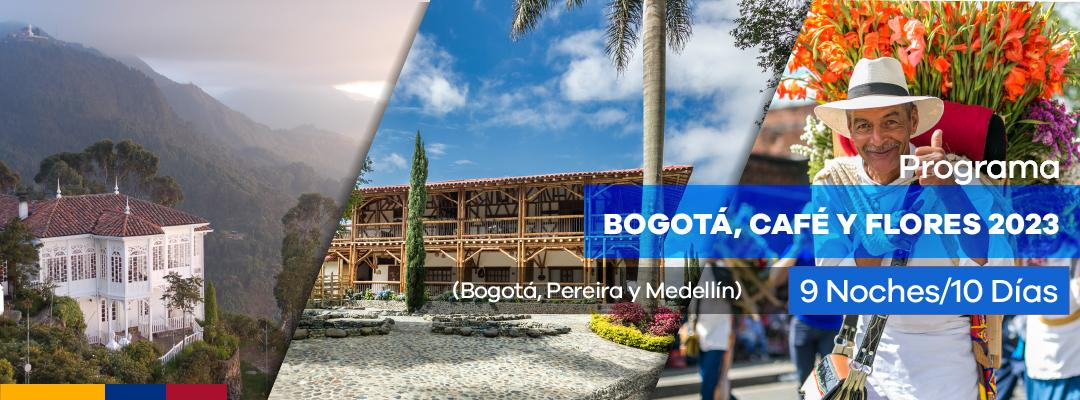 Programa
BOGOTÁ, CAFÉ Y FLORES 2023
(Bogotá, Pereira y Medellín)
9 Noches/10 Días